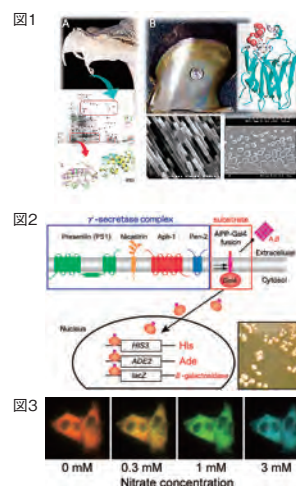 図1
A
B
図2
γ-secretase complex
substrate
Presenilin (PS1)
Nicastrin
Aph-1
Pen-2
APP-Gal4
fusion
Aβ
Extracellular
Cytosol
Gal4
Nucleus
HIS3
His
ADE2
Ade
lacZ
β-galactosidase
図3
0 mM
0.3 mM
1 mM
3 mM
Nitrate concentration